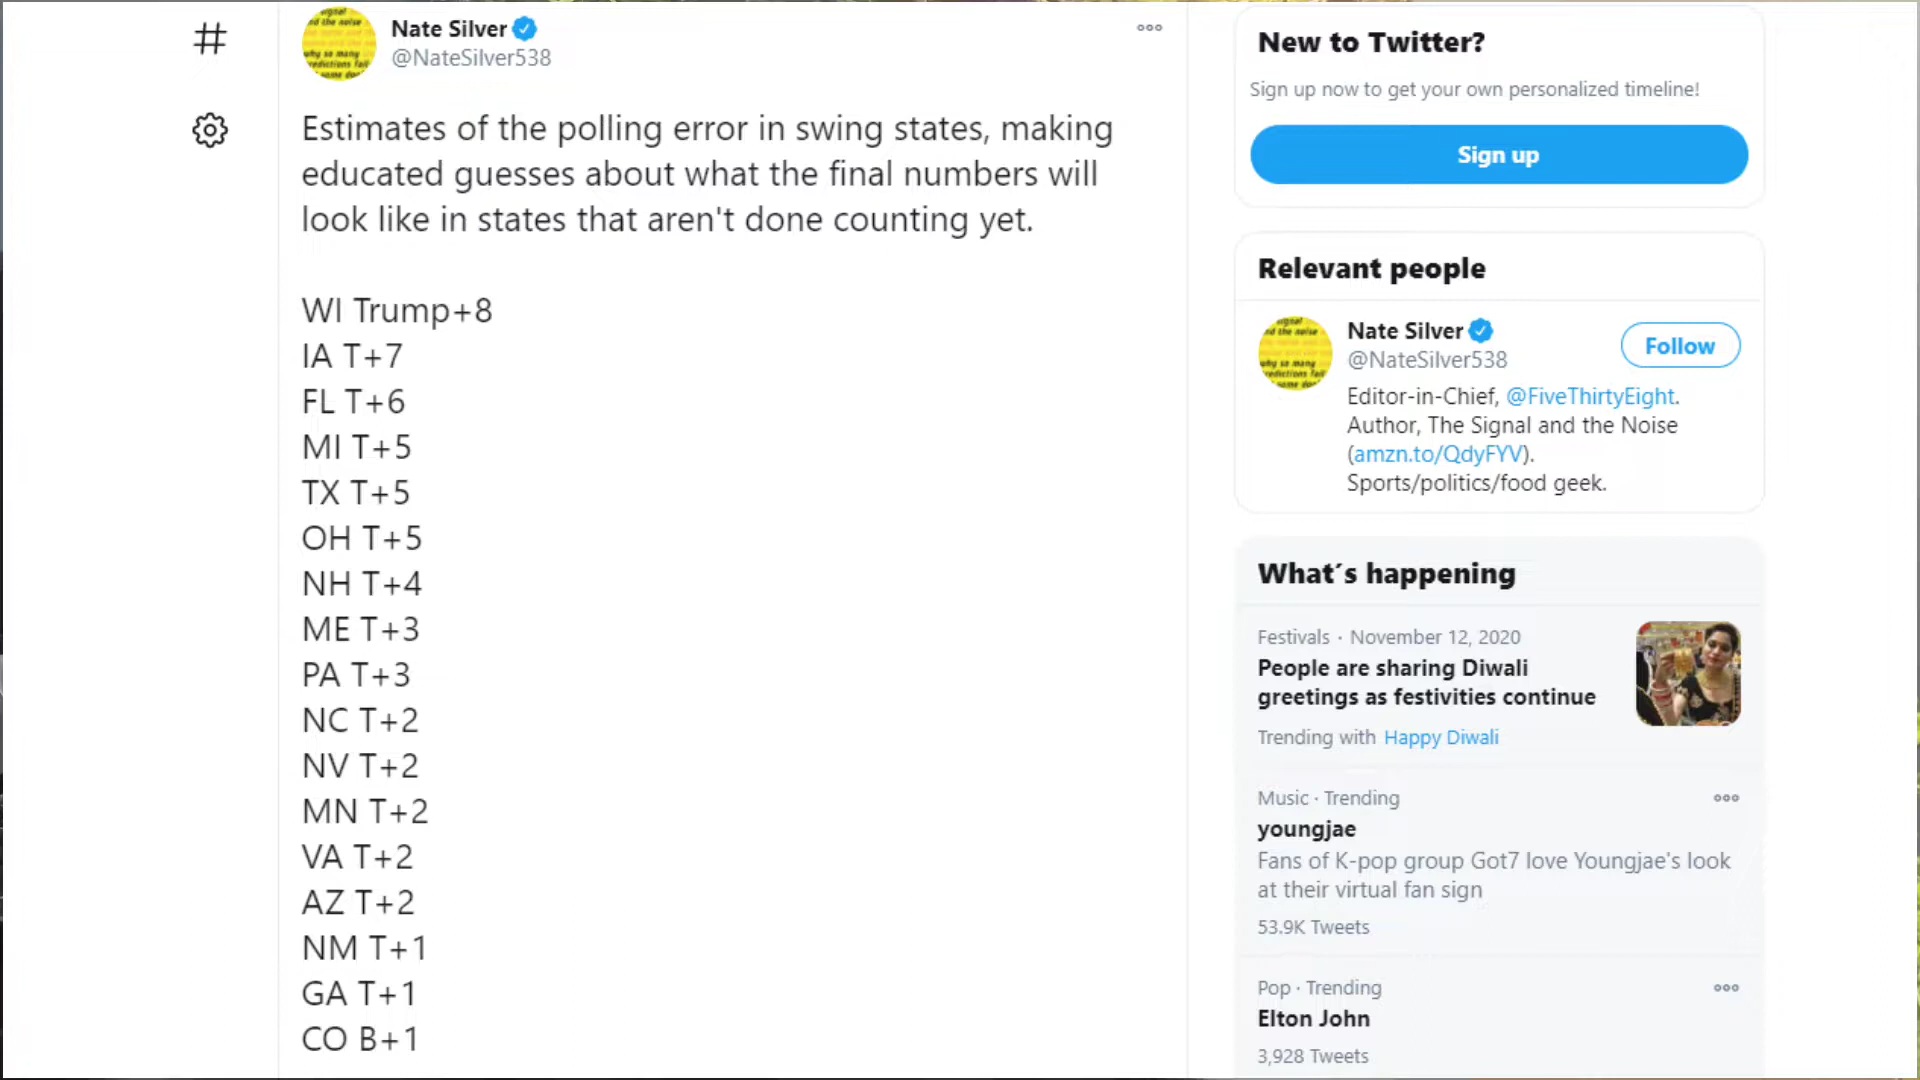 Nate Silver
@NateSilver538
Estimates of the polling error in swing states, making
educated guesses about what the final numbers will
look like in states that aren't done counting yet.
WI Trump+8
IA T+7
FL T+6
MI T+5
TX T+5
OH T+5
NH T+4
ME T+3
PA T+3
NC T+2
NV T+2
MN T+2
VA T+2
AZ T+2
NM T+1
GA T+1
CO B+1
New to Twitter?
Sign up now to get your own personalized timeline!
Sign up
Relevant people
Nate Silver
@NateSilver538
Follow
Editor-in-Chief, @FiveThirtyEight.
Author, The Signal and the Noise
(amzn.to/QdyFYV).
Sports/politics/food geek.
What´s happening
Festivals · November 12, 2020
People are sharing Diwali
greetings as festivities continue
Trending with Happy Diwali
Music · Trending
youngjae
Fans of K-pop group Got7 love Youngjae's look
at their virtual fan sign
53.9K Tweets
Pop · Trending
Elton John
3,928 Tweets